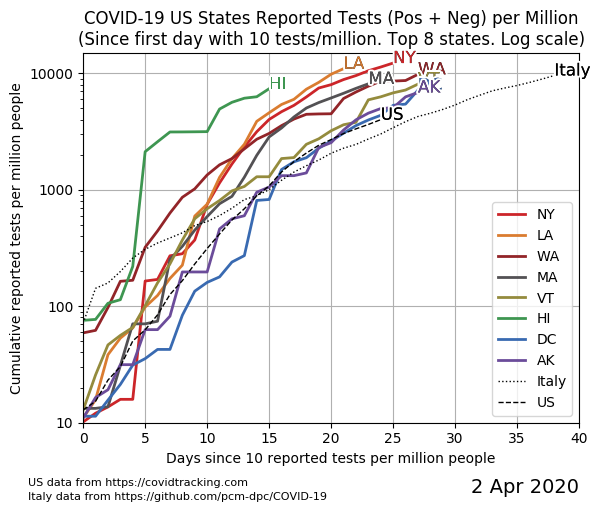 COVID-19 US States Reported Tests (Pos + Neg) per Million
(Since first day with 10 tests/million. Top 8 states. Log scale)
Cumulative reported tests per million people
10000
1000
100
10
HI
LA
NY
MA
WA
AK
US
Italy
NY
LA
WA
MA
VT
HI
DC
AK
Italy
US
0 5 10 15 20 25 30 35 40
Days since 10 reported tests per million people
US data from https://covidtracking.com
Italy data from https://github.com/pcm-dpc/COVID-19
2 Apr 2020